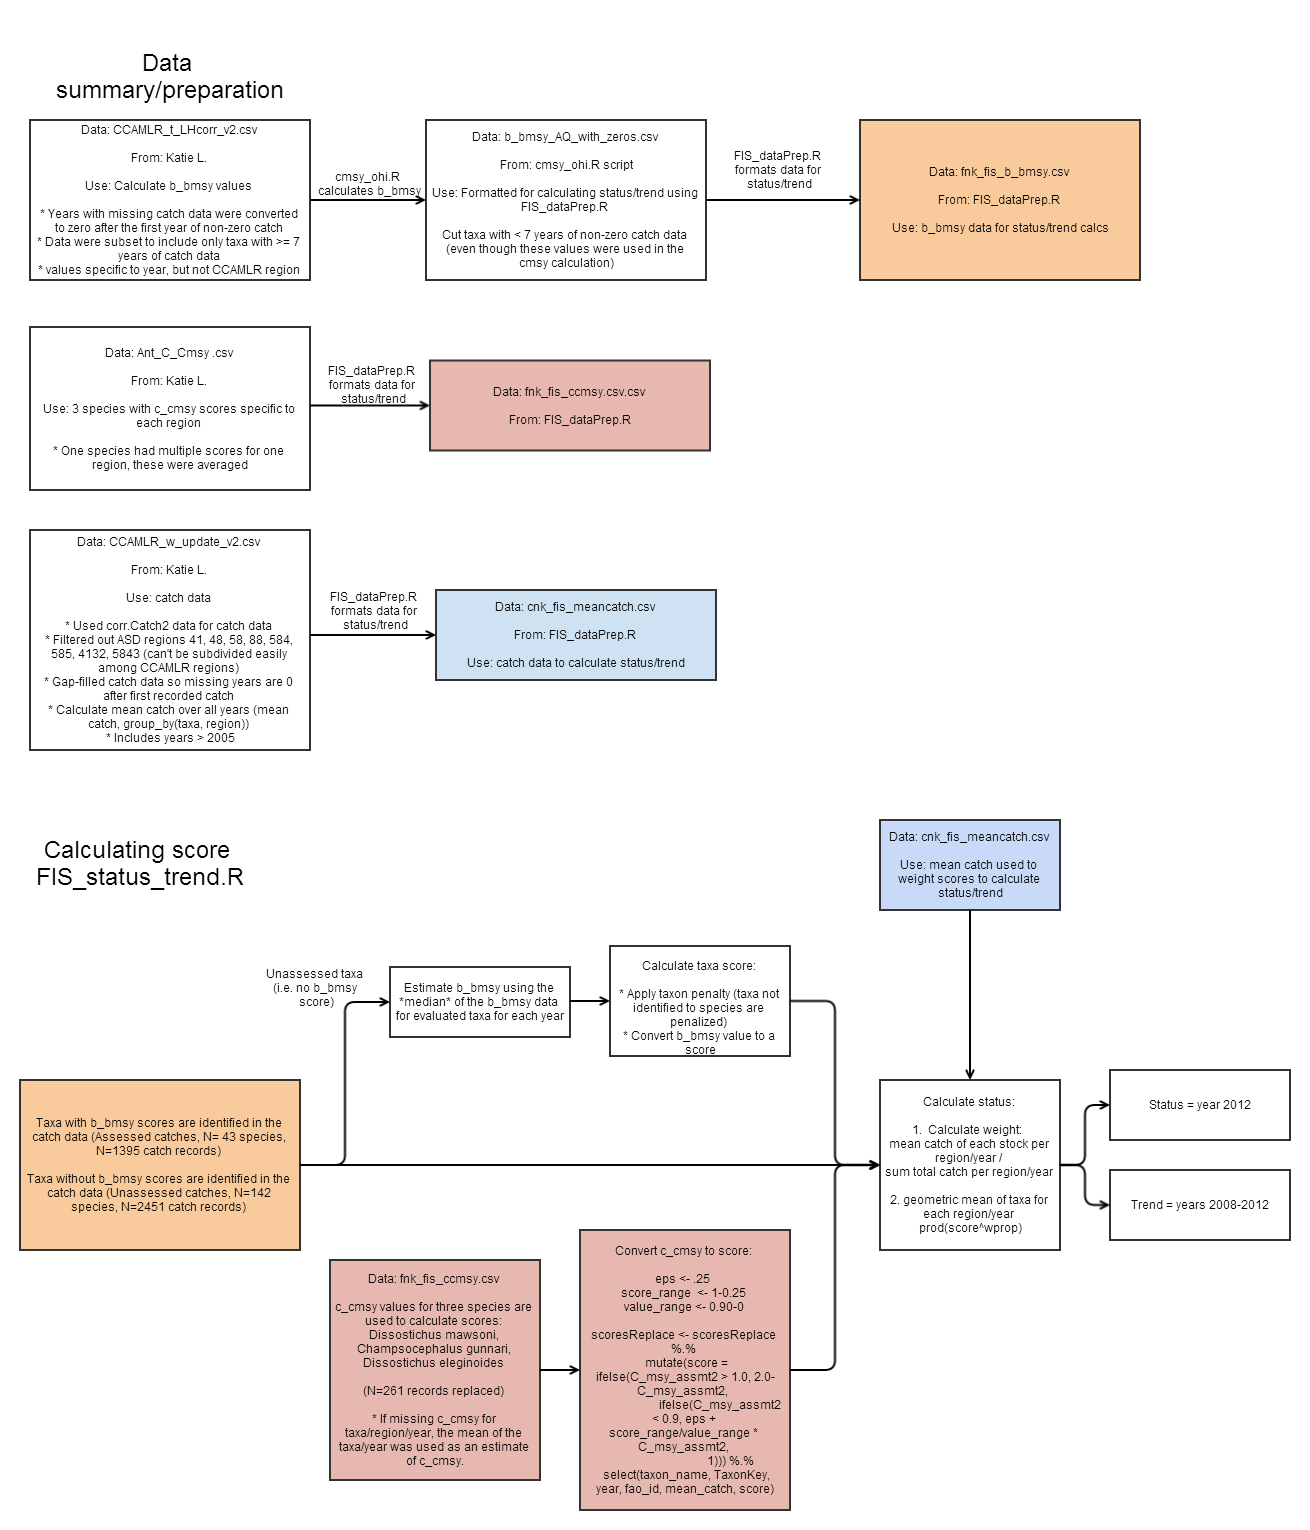 Data
summary/preparation
Data: CCAMLR_t_LHcorr_v2.csv
From: Katie L.
Use: Calculate b_bmsy values
* Years with missing catch data were converted
to zero after the first year of non-zero catch
* Data were subset to include only taxa with >= 7
years of catch data
* values specific to year, but not CCAMLR region
cmsy_ohi.R
calculates b_bmsy
Data: b_bmsy_AQ_with_zeros.csv
From: cmsy_ohi.R script
Use: Formatted for calculating status/trend using
FIS_dataPrep.R
Cut taxa with < 7 years of non-zero catch data
(even though these values were used in the
cmsy calculation)
FIS_dataPrep.R
formats data for
status/trend
Data: fnk_fis_b_bmsy.csv
From: FIS_dataPrep.R
Use: b_bmsy data for status/trend calcs
Data: Ant_C_Cmsy .csv
From: Katie L.
Use: 3 species with c_cmsy scores specific to
each region
* One species had multiple scores for one
region, these were averaged
FIS_dataPrep.R
formats data for
status/trend
Data: fnk_fis_ccmsy.csv.csv
From: FIS_dataPrep.R
Data: CCAMLR_w_update_v2.csv
From: Katie L.
Use: catch data
* Used corr.Catch2 data for catch data
* Filtered out ASD regions 41, 48, 58, 88, 584,
585, 4132, 5843 (can't be subdivided easily
among CCAMLR regions)
* Gap-filled catch data so missing years are 0
after first recorded catch
* Calculate mean catch over all years (mean
catch, group_by(taxa, region))
* Includes years > 2005
FIS_dataPrep.R
formats data for
status/trend
Data: cnk_fis_meancatch.csv
From: FIS_dataPrep.R
Use: catch data to calculate status/trend
Calculating score
FIS_status_trend.R
Data: cnk_fis_meancatch.csv
Use: mean catch used to
weight scores to calculate
status/trend
Unassessed taxa
(i.e. no b_bmsy
score)
Estimate b_bmsy using the
*median* of the b_bmsy data
for evaluated taxa for each year
Calculate taxa score:
* Apply taxon penalty (taxa not
identified to species are
penalized)
* Convert b_bmsy value to a
score
Taxa with b_bmsy scores are identified in the
catch data (Assessed catches, N= 43 species,
N=1395 catch records)
Taxa without b_bmsy scores are identified in the
catch data (Unassessed catches, N=142
species, N=2451 catch records)
Calculate status:
1.  Calculate weight:
mean catch of each stock per
region/year /
sum total catch per region/year
2. geometric mean of taxa for
each region/year
prod(score^wprop)
Status = year 2012
Trend = years 2008-2012
Data: fnk_fis_ccmsy.csv
c_cmsy values for three species are
used to calculate scores:
Dissostichus mawsoni,
Champsocephalus gunnari,
Dissostichus eleginoides
(N=261 records replaced)
* If missing c_cmsy for
taxa/region/year, the mean of the
taxa/year was used as an estimate
of c_cmsy.
Convert c_cmsy to score:
eps <- .25
score_range  <- 1-0.25
value_range <- 0.90-0
scoresReplace <- scoresReplace
%.%
mutate(score =
ifelse(C_msy_assmt2 > 1.0, 2.0-
C_msy_assmt2,
ifelse(C_msy_assmt2
< 0.9, eps +
score_range/value_range *
C_msy_assmt2,
1))) %.%
select(taxon_name, TaxonKey,
year, fao_id, mean_catch, score)